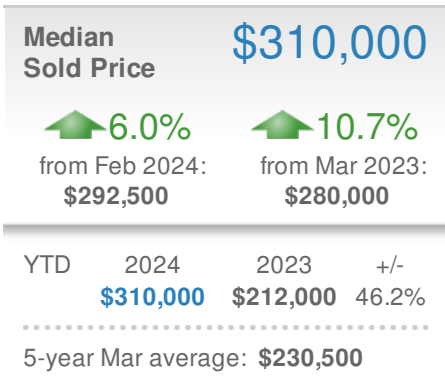 Median
Sold Price
$310,000
6.0%
10.7%
from Feb 2024:
from Mar 2023:
$292,500
$280,000
YTD 2024 2023 +/-
$310,000 $212,000 46.2%
5-year Mar average: $230,500